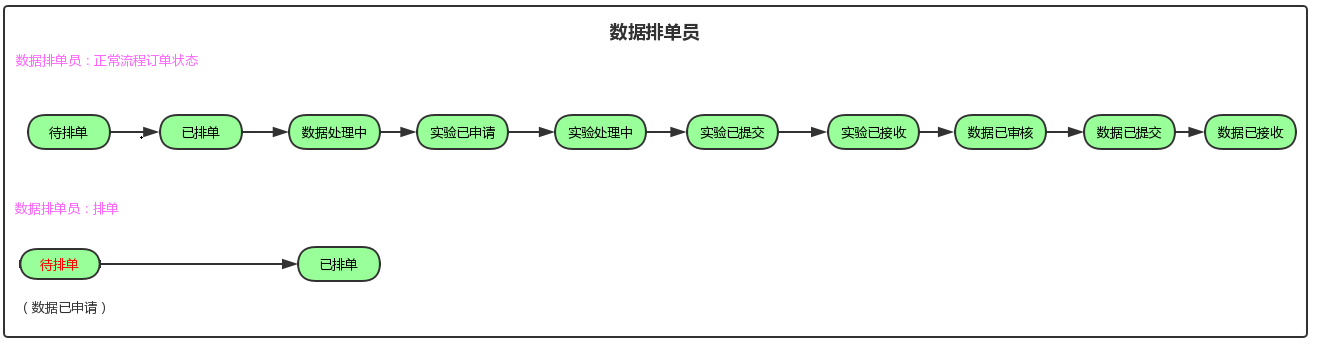 数据排单员
数据排单员：正常流程订单状态
待排单 已排单 数据处理中 实验已申请 实验处理中 实验已提交 实验已接收 数据已审核 数据已提交 数据已接收
数据排单员：排单
待排单 已排单
（数据已申请）